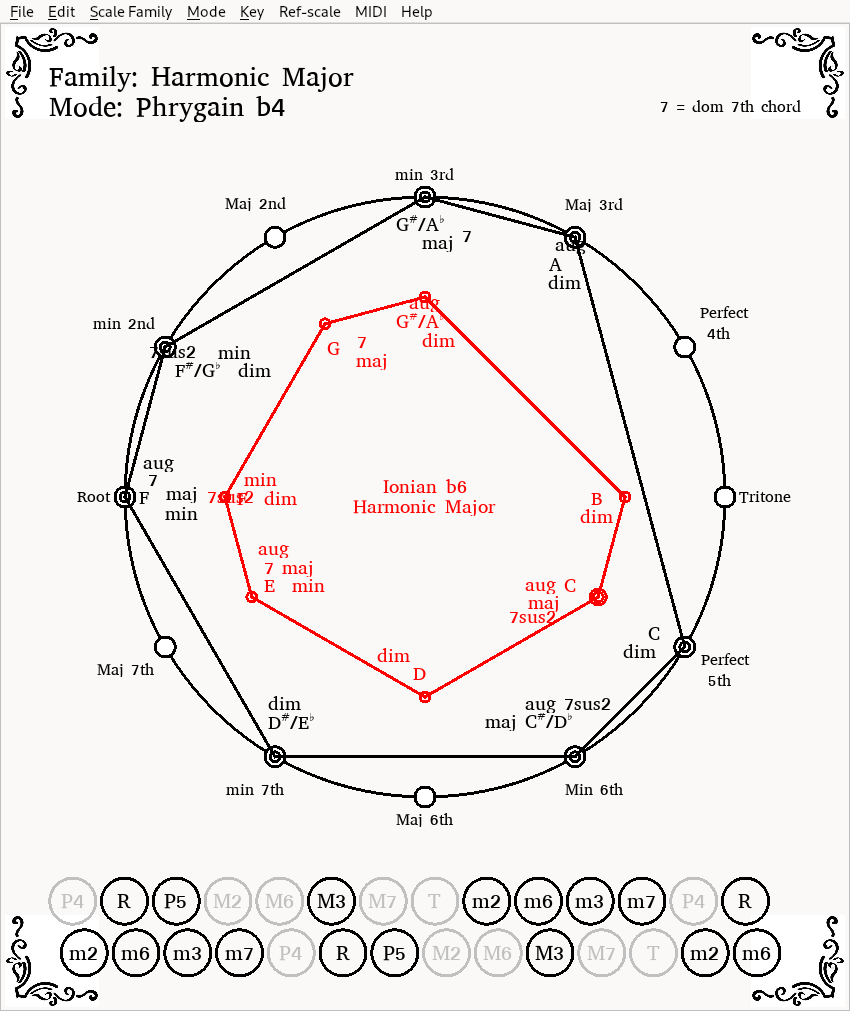 File Edit Scale Family Mode Key Ref-scale MIDI Help
Family: Harmonic Major
Mode: Phrygain b4
7 = dom 7th chord
min 3rd
Maj 2nd
Maj 3rd
G#/A♭
maj 7
aug
A
dim
Perfect
4th
min 2nd
7sus2 min
F#/G♭ dim
aug
G#/A♭
dim
G 7
maj
aug
7
Root F maj
min
min
7sus2 F dim
Ionian b6
Harmonic Major
B
dim
Tritone
aug
7 maj
E min
aug C
maj
7sus2
dim
D
C
dim
Perfect
5th
Maj 7th
dim
D#/E♭
aug 7sus2
maj C#/D♭
min 7th
Min 6th
Maj 6th
P4 R P5 M2 M6 M3 M7 T m2 m6 m3 m7 P4 R
m2 m6 m3 m7 P4 R P5 M2 M6 M3 M7 T m2 m6